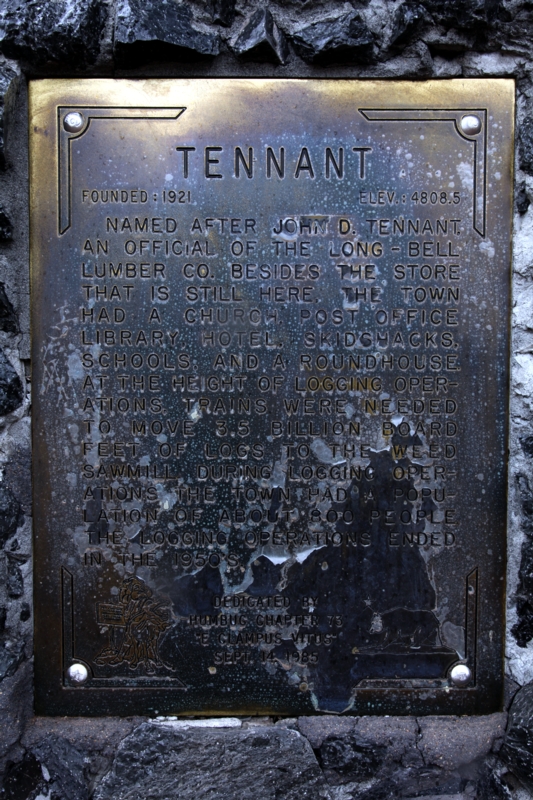 TENNANT
FOUNDED : 1921 ELEV. : 4808.5
NAMED AFTER JOHN D. TENNANT,
AN OFFICIAL OF THE LONG - BELL
LUMBER CO. BESIDES THE STORE
THAT IS STILL HERE, THE TOWN
HAD A CHURCH, POST OFFICE
LIBRARY, HOTEL, SKIDSHACKS,
SCHOOLS AND A ROUNDHOUSE.
AT THE HEIGHT OF LOGGING OPER-
ATIONS, TRAINS WERE NEEDED
TO MOVE 3.5 BILLION BOARD
FEET OF LOGS TO THE WEED
SAWMILL. DURING LOGGING OPER-
ATIONS THE TOWN HAD A POPU-
LATION OF ABOUT 800 PEOPLE
THE LOGGING OPERATIONS ENDED
IN THE 1950'S.
DEDICATED BY
HUMBUG CHAPTER 73
"E CLAMPUS VITUS"
SEPT. 14, 1985